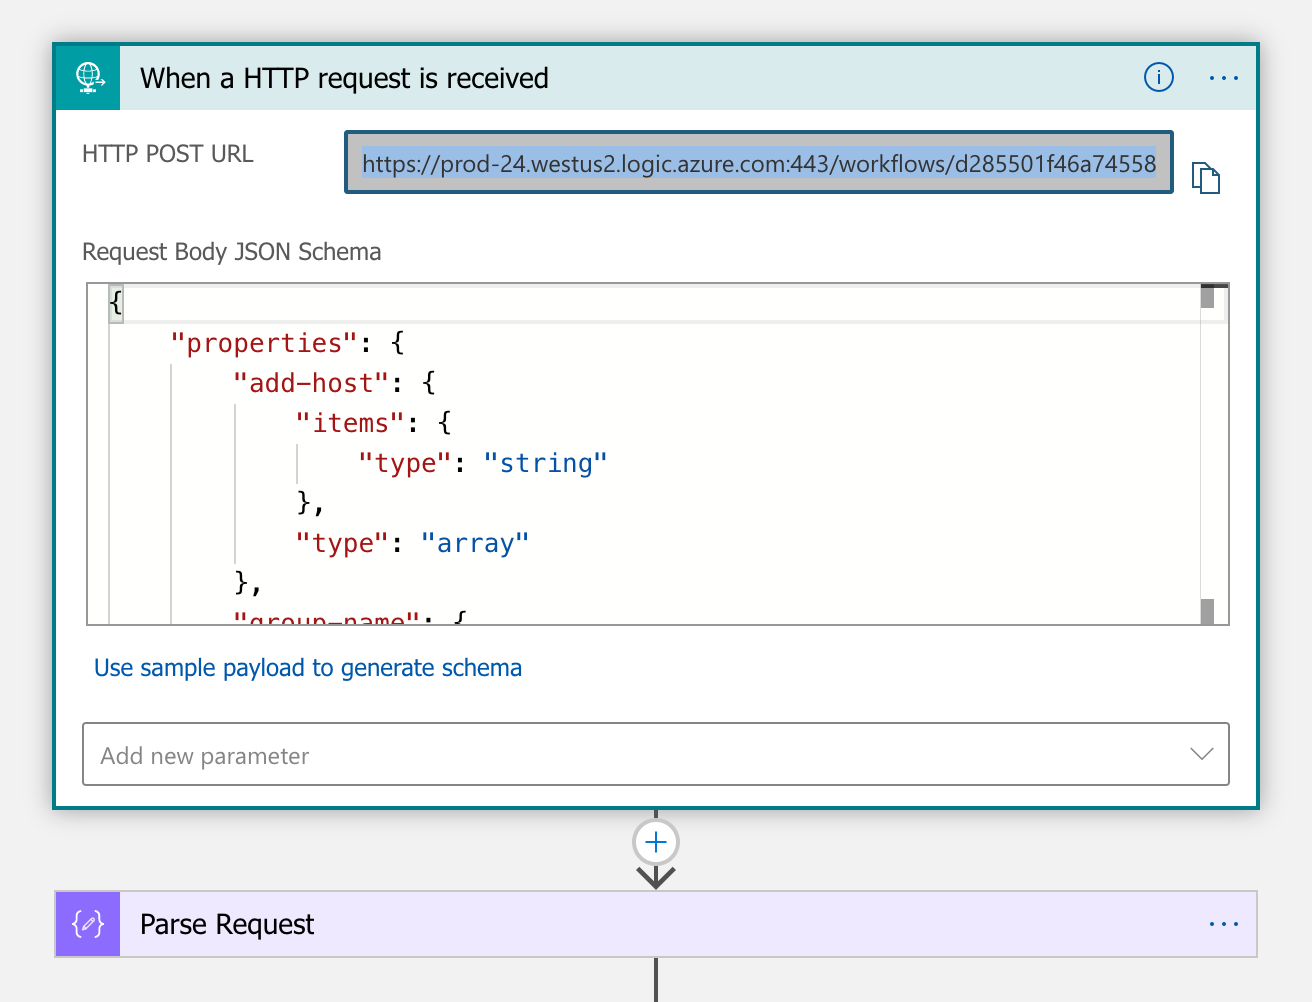 When a HTTP request is received
HTTP POST URL
https://prod-24.westus2.logic.azure.com:443/workflows/d285501f46a74558
Request Body JSON Schema
{
"properties": {
"add-host": {
"items": {
"type": "string"
},
"type": "array"
},
"group-name": {
Use sample payload to generate schema
Add new parameter
Parse Request